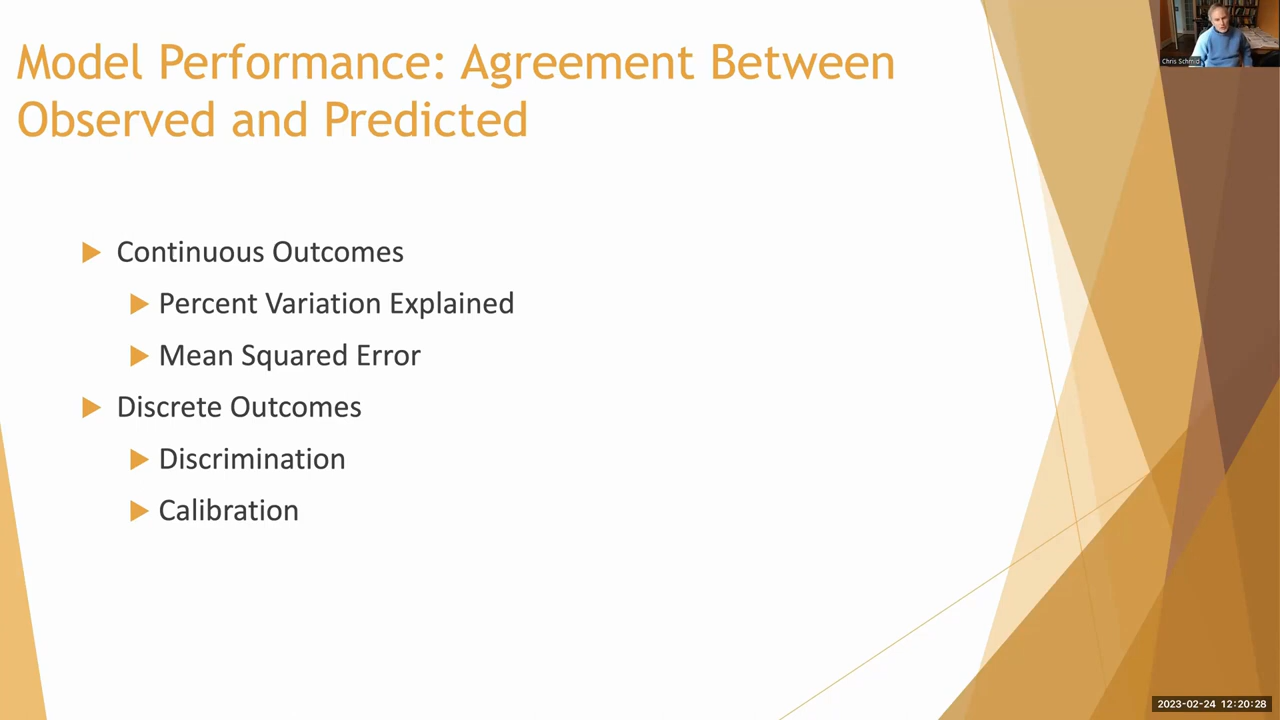 Model Performance: Agreement Between
Observed and Predicted
Continuous Outcomes
Percent Variation Explained
Mean Squared Error
Discrete Outcomes
Discrimination
Calibration
Chris Schmid
2023-02-24 12:20:28